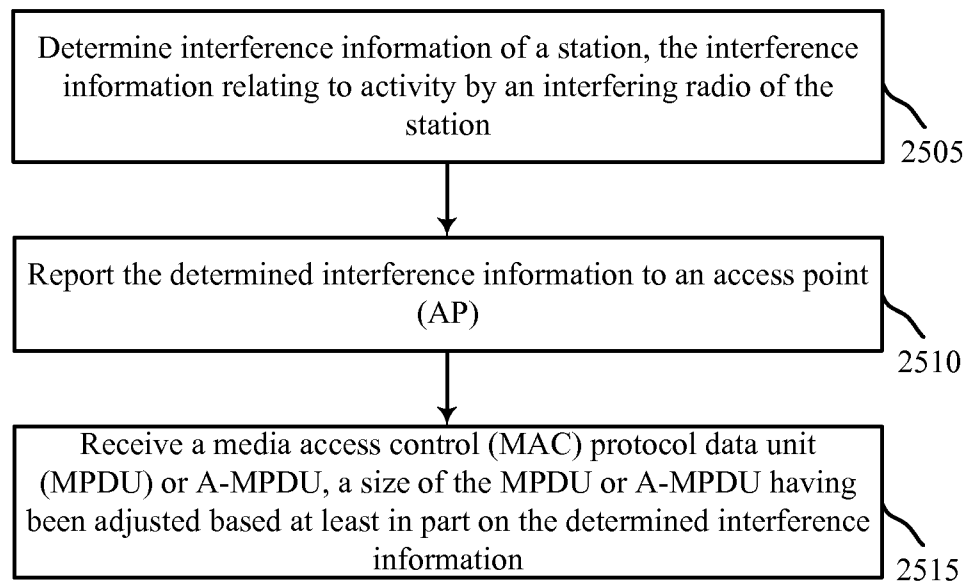 Determine interference information of a station, the interference
information relating to activity by an interfering radio of the
station
2505
Report the determined interference information to an access point
(AP)
2510
Receive a media access control (MAC) protocol data unit
(MPDU) or A-MPDU, a size of the MPDU or A-MPDU having
been adjusted based at least in part on the determined interference
information
2515